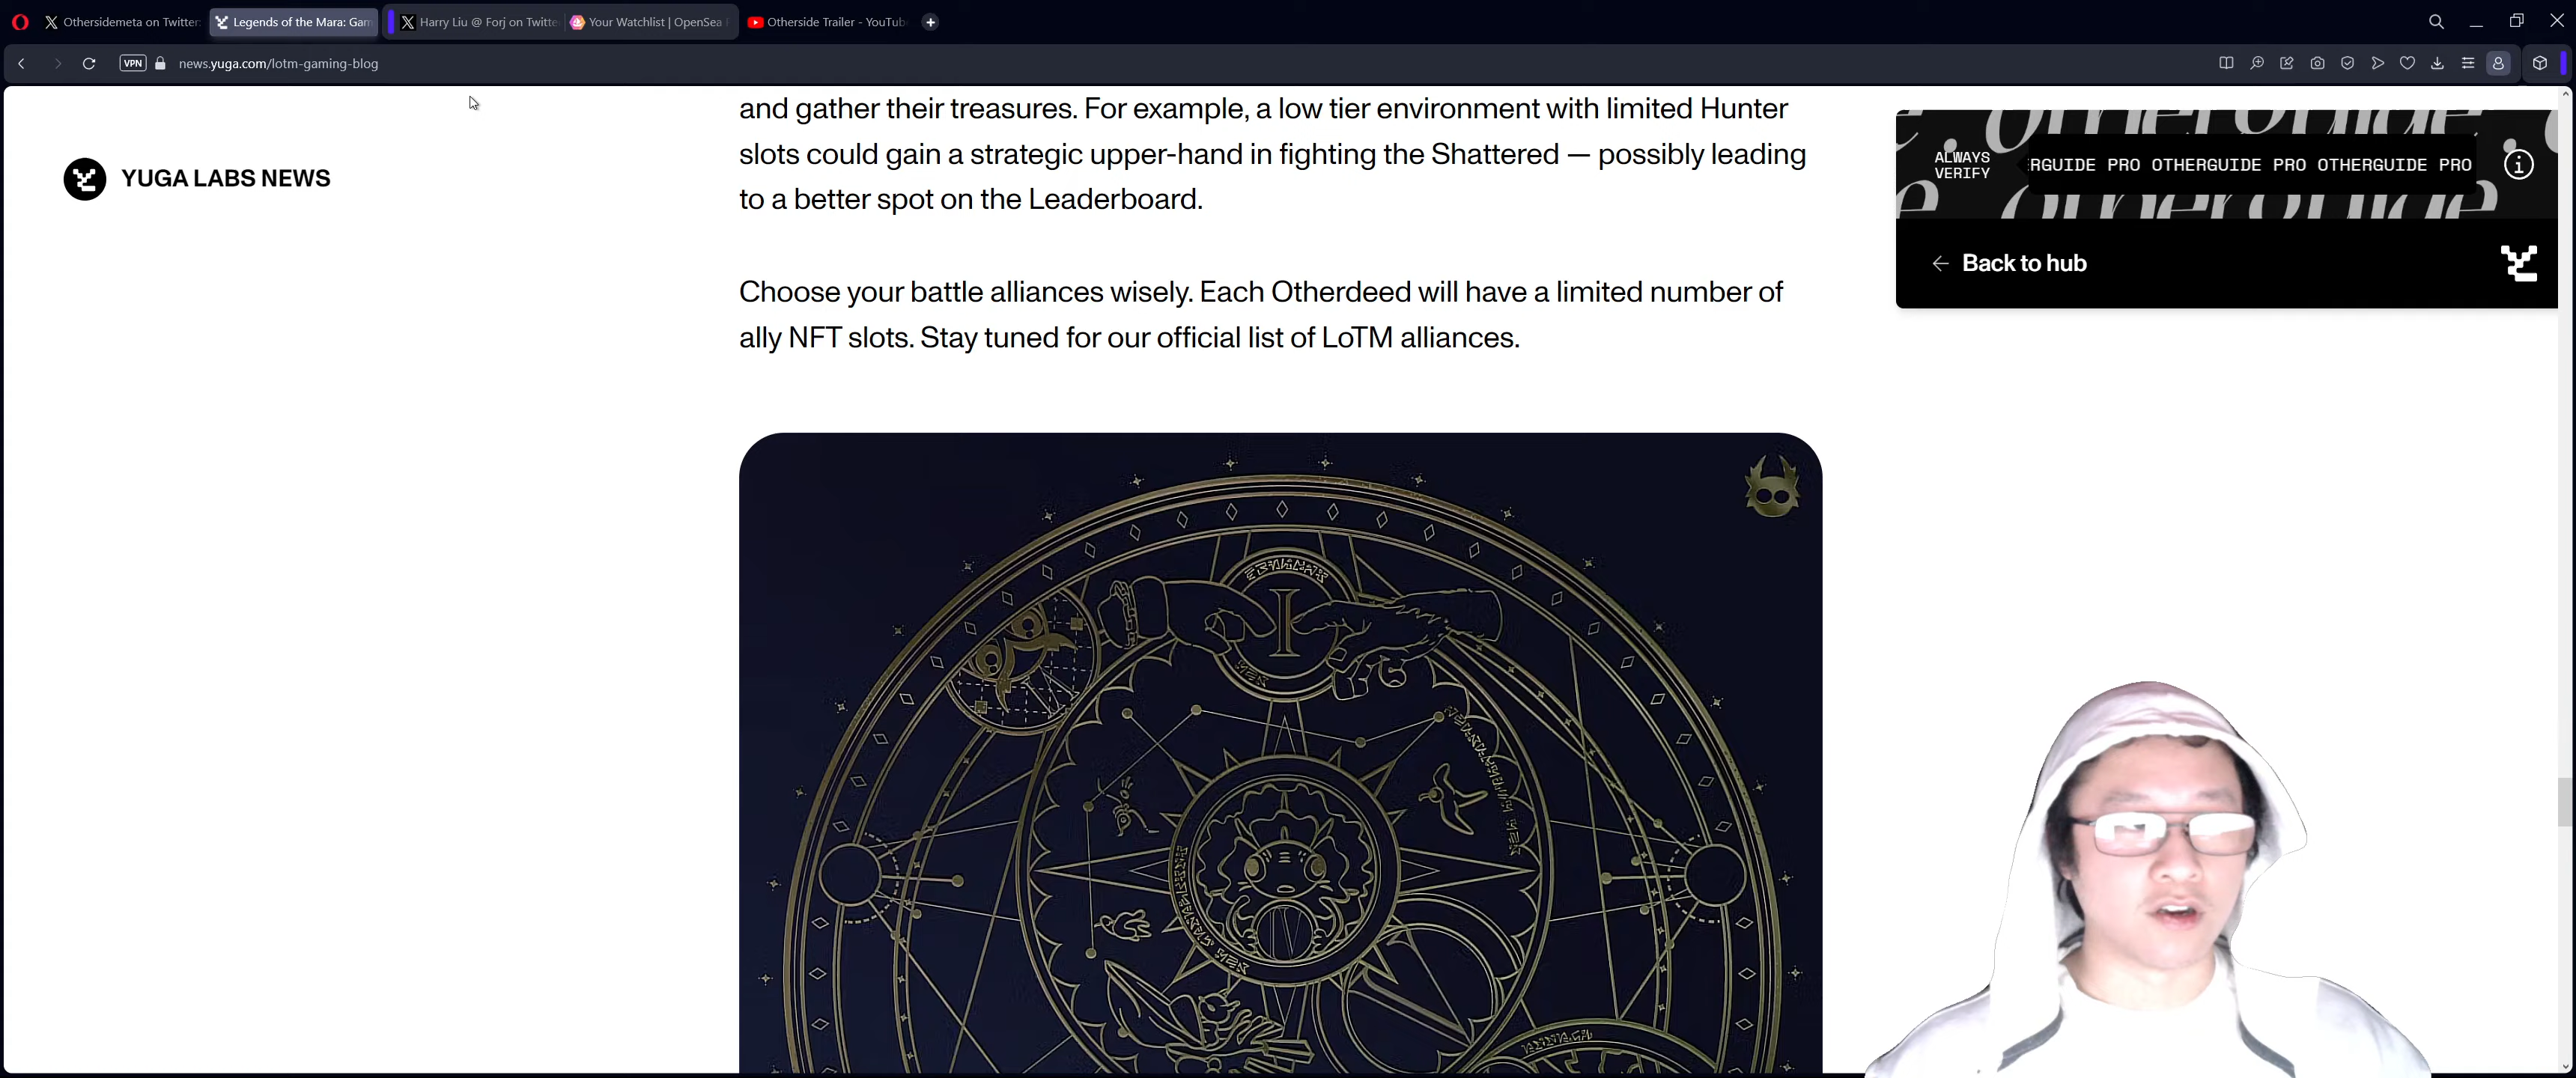 Othersidemeta on Twitter:
Legends of the Mara: Gam
Harry Liu @ Forj on Twitte
Your Watchlist | OpenSea
Otherside Trailer - YouTub
VPN
news.yuga.com/lotm-gaming-blog
YUGA LABS NEWS
and gather their treasures. For example, a low tier environment with limited Hunter
slots could gain a strategic upper-hand in fighting the Shattered — possibly leading
to a better spot on the Leaderboard.
Choose your battle alliances wisely. Each Otherdeed will have a limited number of
ally NFT slots. Stay tuned for our official list of LoTM alliances.
ALWAYS
VERIFY
ERGUIDE PRO OTHERGUIDE PRO OTHERGUIDE PRO
← Back to hub
I
IV